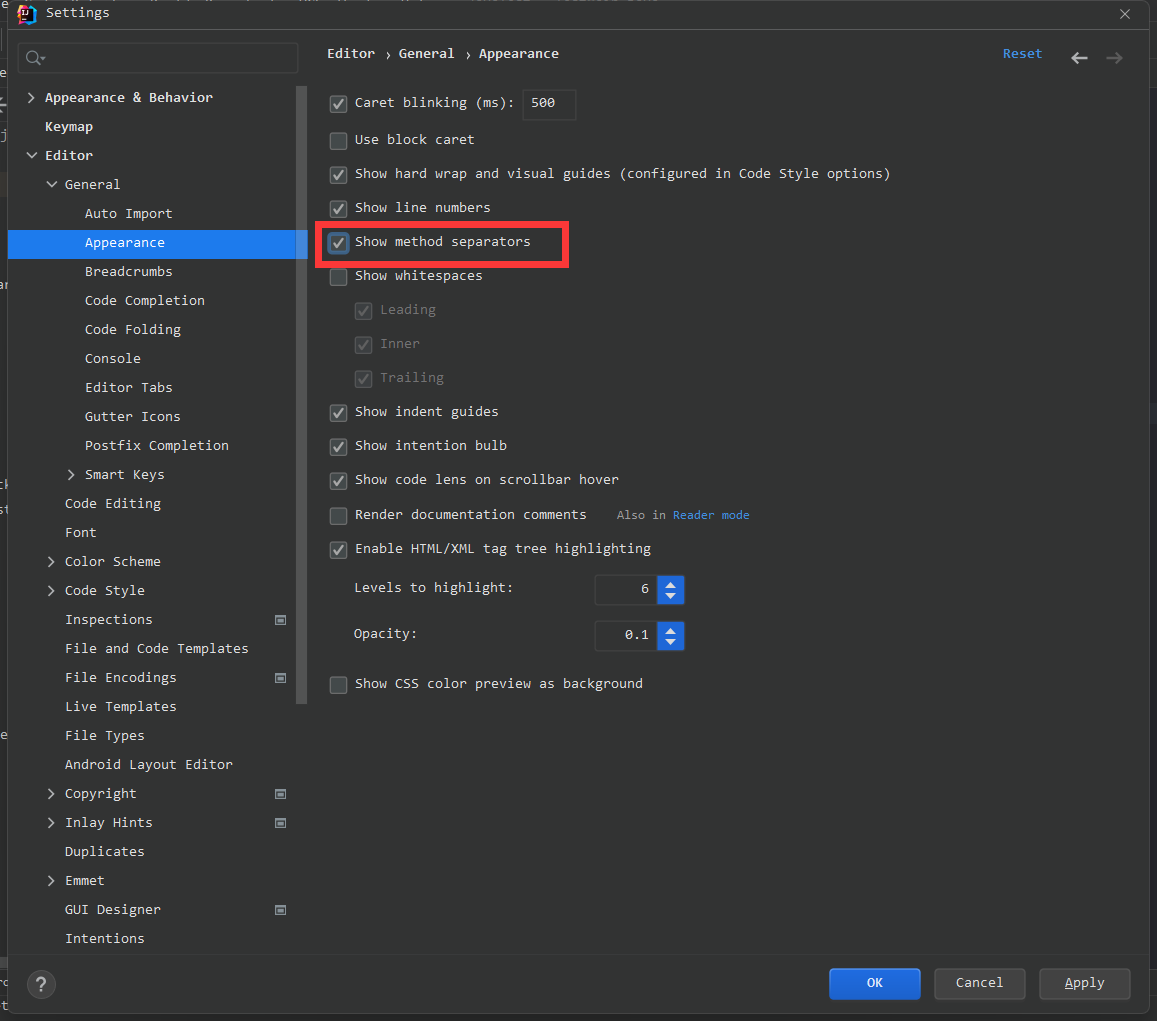 Settings
Editor › General › Appearance
Reset
Appearance & Behavior
Keymap
Editor
General
Auto Import
Appearance
Breadcrumbs
Code Completion
Code Folding
Console
Editor Tabs
Gutter Icons
Postfix Completion
Smart Keys
Code Editing
Font
Color Scheme
Code Style
Inspections
File and Code Templates
File Encodings
Live Templates
File Types
Android Layout Editor
Copyright
Inlay Hints
Duplicates
Emmet
GUI Designer
Intentions
Caret blinking (ms): 500
Use block caret
Show hard wrap and visual guides (configured in Code Style options)
Show line numbers
Show method separators
Show whitespaces
Leading
Inner
Trailing
Show indent guides
Show intention bulb
Show code lens on scrollbar hover
Render documentation comments Also in Reader mode
Enable HTML/XML tag tree highlighting
Levels to highlight: 6
Opacity: 0.1
Show CSS color preview as background
?
OK Cancel Apply